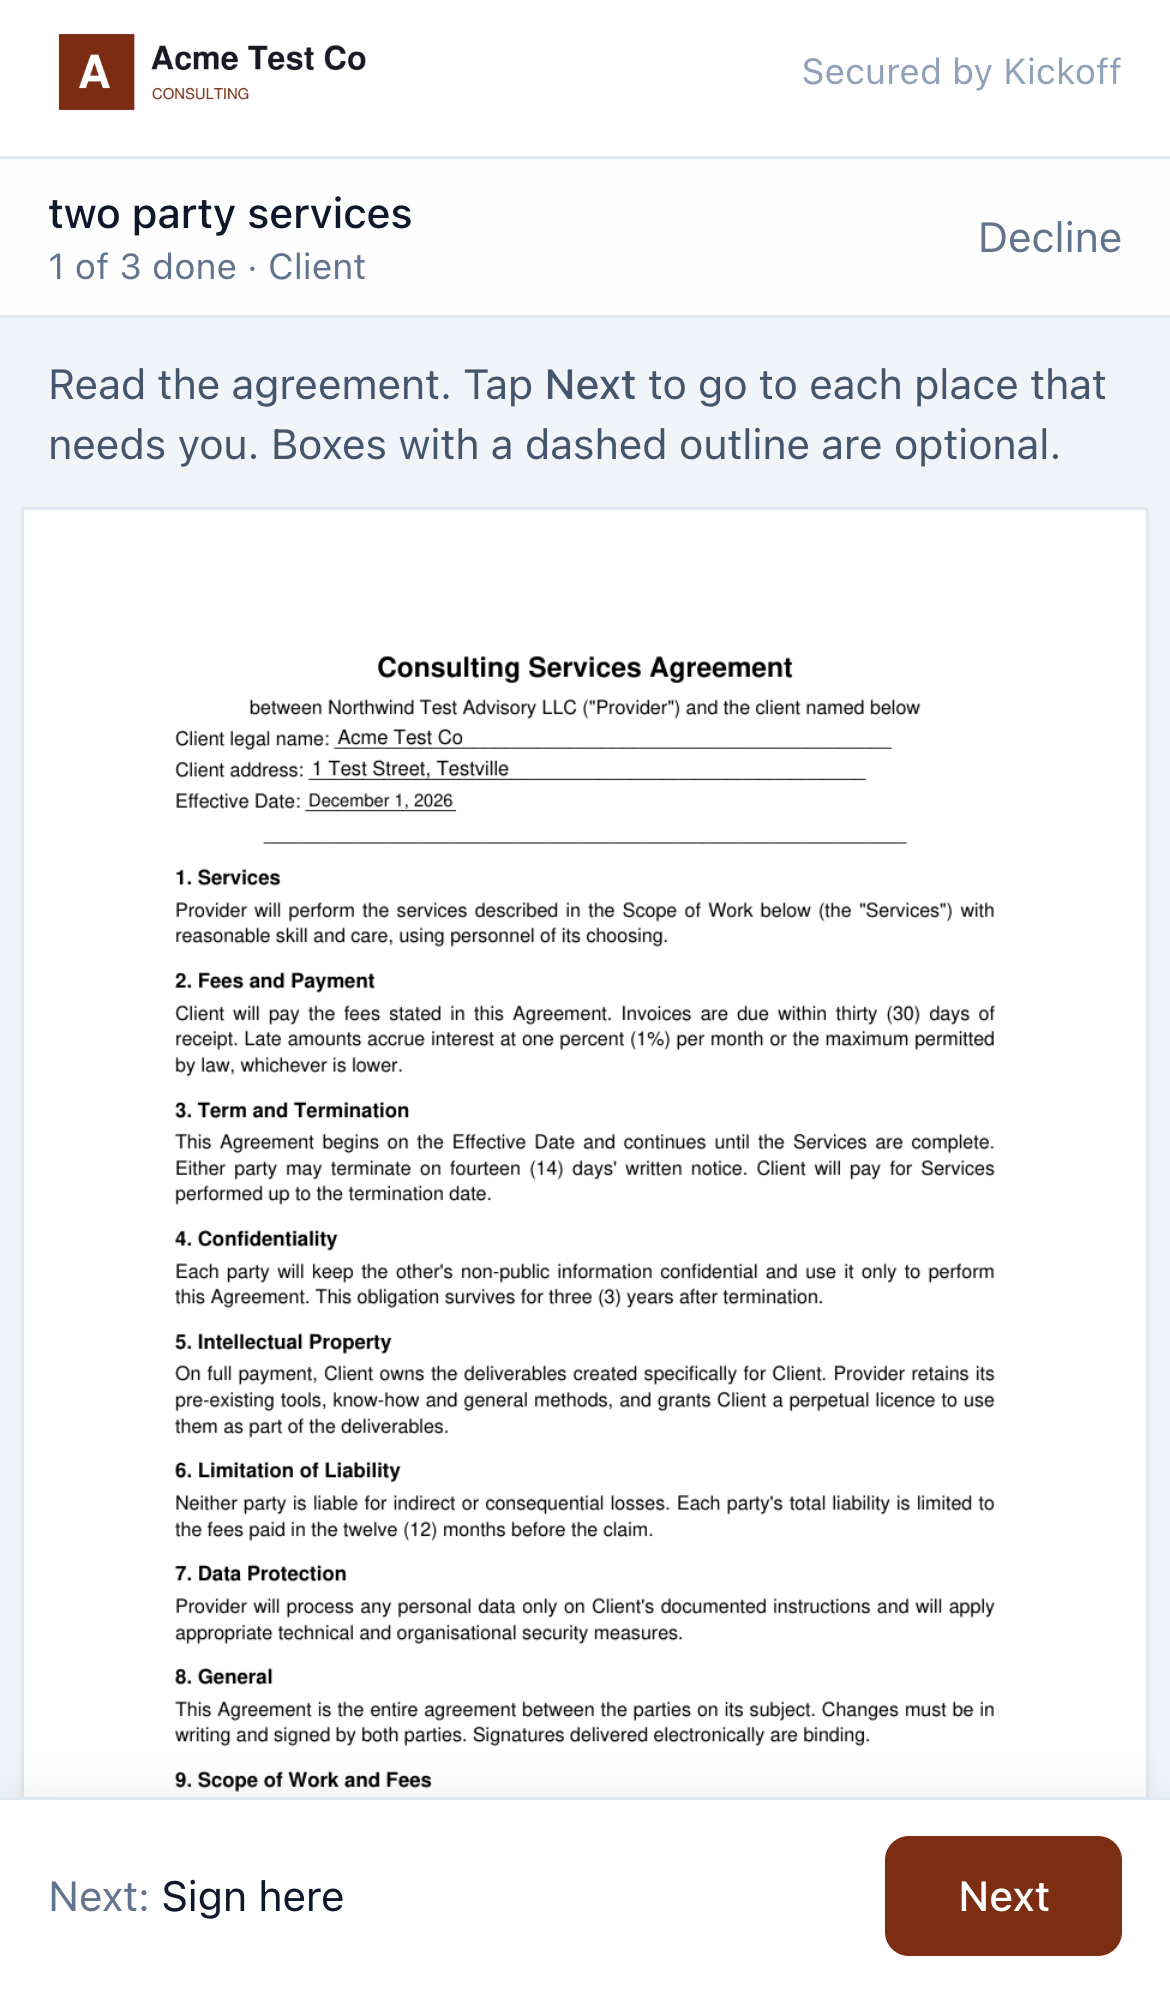 A
Acme Test Co
CONSULTING
Secured by Kickoff
two party services
1 of 3 done · Client
Decline
Read the agreement. Tap Next to go to each place that
needs you. Boxes with a dashed outline are optional.
Consulting Services Agreement
between Northwind Test Advisory LLC ("Provider") and the client named below
Client legal name: Acme Test Co
Client address: 1 Test Street, Testville
Effective Date: December 1, 2026
1. Services
Provider will perform the services described in the Scope of Work below (the "Services") with
reasonable skill and care, using personnel of its choosing.
2. Fees and Payment
Client will pay the fees stated in this Agreement. Invoices are due within thirty (30) days of
receipt. Late amounts accrue interest at one percent (1%) per month or the maximum permitted
by law, whichever is lower.
3. Term and Termination
This Agreement begins on the Effective Date and continues until the Services are complete.
Either party may terminate on fourteen (14) days' written notice. Client will pay for Services
performed up to the termination date.
4. Confidentiality
Each party will keep the other's non-public information confidential and use it only to perform
this Agreement. This obligation survives for three (3) years after termination.
5. Intellectual Property
On full payment, Client owns the deliverables created specifically for Client. Provider retains its
pre-existing tools, know-how and general methods, and grants Client a perpetual licence to use
them as part of the deliverables.
6. Limitation of Liability
Neither party is liable for indirect or consequential losses. Each party's total liability is limited to
the fees paid in the twelve (12) months before the claim.
7. Data Protection
Provider will process any personal data only on Client's documented instructions and will apply
appropriate technical and organisational security measures.
8. General
This Agreement is the entire agreement between the parties on its subject. Changes must be in
writing and signed by both parties. Signatures delivered electronically are binding.
9. Scope of Work and Fees
Next: Sign here
Next